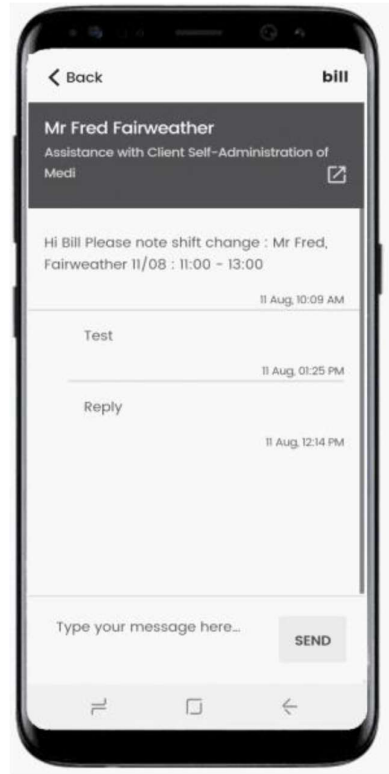 Back
bill
Mr Fred Fairweather
Assistance with Client Self-Administration of
Medi
Hi Bill Please note shift change : Mr Fred,
Fairweather 11/08 : 11:00 - 13:00
11 Aug, 10:09 AM
Test
11 Aug, 01:25 PM
Reply
11 Aug, 12:14 PM
Type your message here...
SEND